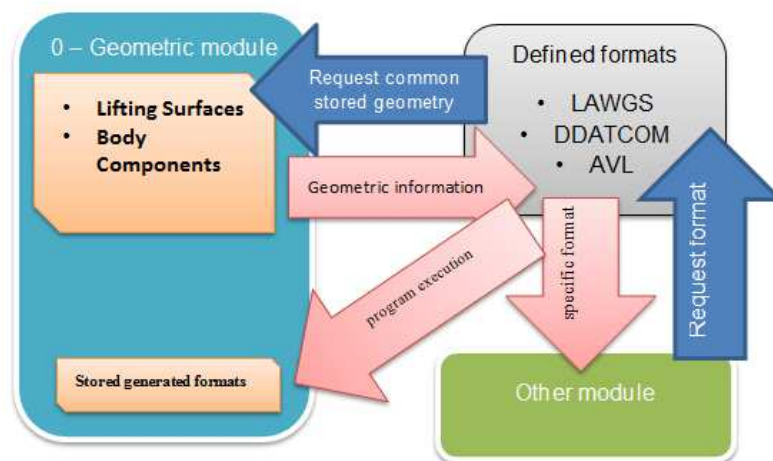 0 – Geometric module
• Lifting Surfaces
• Body
Components
Request common
stored geometry
Defined formats
• LAWGS
• DDATCOM
• AVL
Geometric information
program execution
specific format
Request format
Stored generated formats
Other module